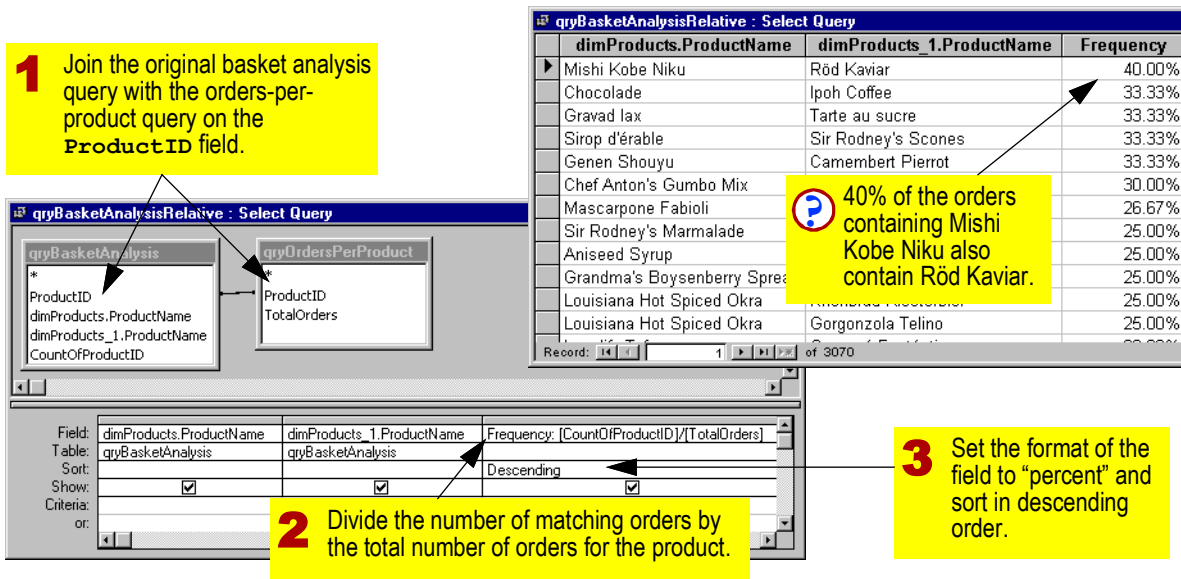 1 Join the original basket analysis
query with the orders-per-
product query on the
ProductID field.
qryBasketAnalysisRelative : Select Query
dimProducts.ProductName dimProducts_1.ProductName Frequency
Mishi Kobe Niku Röd Kaviar 40.00%
Chocolade Ipoh Coffee 33.33%
Gravad lax Tarte au sucre 33.33%
Sirop d'érable Sir Rodney's Scones 33.33%
Genen Shouyu Camembert Pierrot 33.33%
Chef Anton's Gumbo Mix 30.00%
Mascarpone Fabioli 26.67%
Sir Rodney's Marmalade 25.00%
Aniseed Syrup 25.00%
Grandma's Boysenberry Sprea 25.00%
Louisiana Hot Spiced Okra 25.00%
Louisiana Hot Spiced Okra Gorgonzola Telino 25.00%
Record: 1 of 3070
? 40% of the orders
containing Mishi
Kobe Niku also
contain Röd Kaviar.
qryBasketAnalysisRelative : Select Query
qryBasketAnalysis
*
ProductID
dimProducts.ProductName
dimProducts_1.ProductName
CountOfProductID
qryOrdersPerProduct
*
ProductID
TotalOrders
Field: dimProducts.ProductName dimProducts_1.ProductName Frequency: [CountOfProductID]/[TotalOrders]
Table: qryBasketAnalysis qryBasketAnalysis
Sort: Descending
Show:
Criteria:
or:
2 Divide the number of matching orders by
the total number of orders for the product.
3 Set the format of the
field to “percent” and
sort in descending
order.